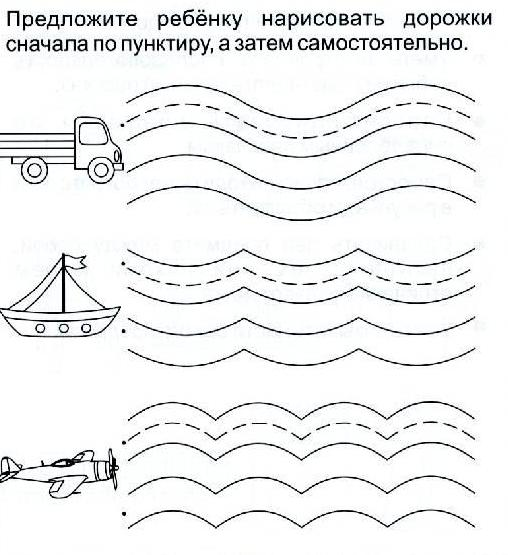 Предложите ребёнку нарисовать дорожки
сначала по пунктиру, а затем самостоятельно.